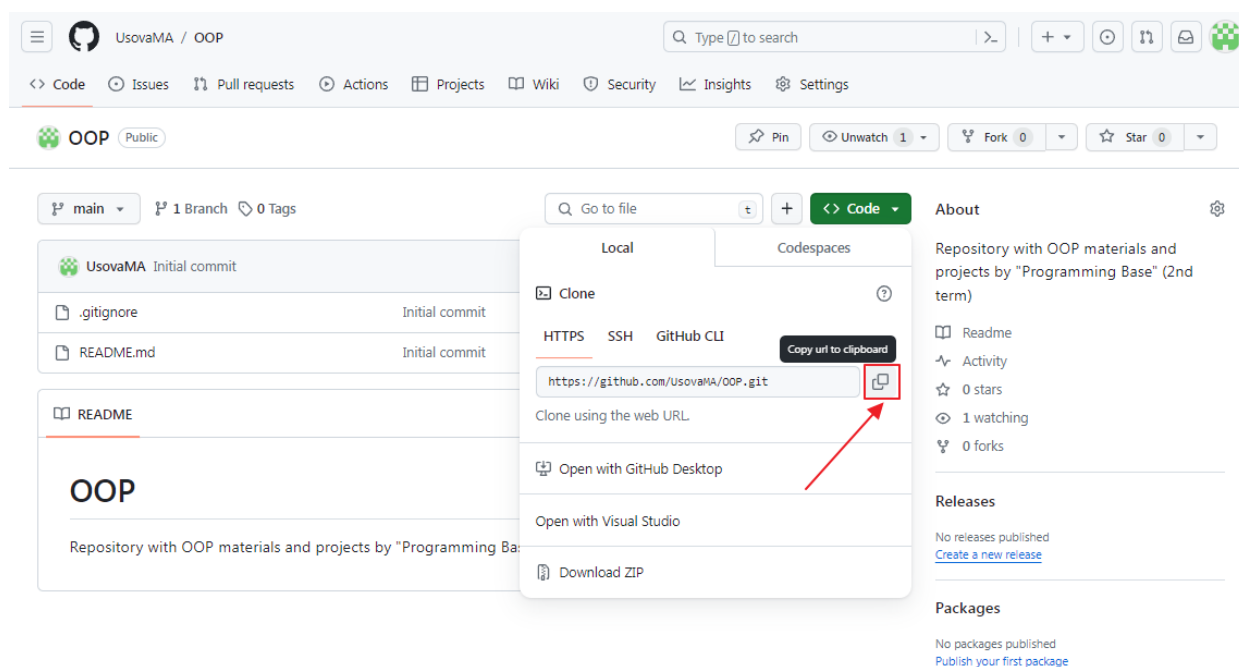 UsovaMA / OOP
Type / to search
Code Issues Pull requests Actions Projects Wiki Security Insights Settings
OOP Public
Pin Unwatch 1 Fork 0 Star 0
main 1 Branch 0 Tags
Go to file t + Code
UsovaMA Initial commit
.gitignore Initial commit
README.md Initial commit
README
OOP
Repository with OOP materials and projects by "Programming Ba
Local Codespaces
Clone
HTTPS SSH GitHub CLI
Copy url to clipboard
https://github.com/UsovaMA/OOP.git
Clone using the web URL.
Open with GitHub Desktop
Open with Visual Studio
Download ZIP
About
Repository with OOP materials and
projects by "Programming Base" (2nd
term)
Readme
Activity
0 stars
1 watching
0 forks
Releases
No releases published
Create a new release
Packages
No packages published
Publish your first package